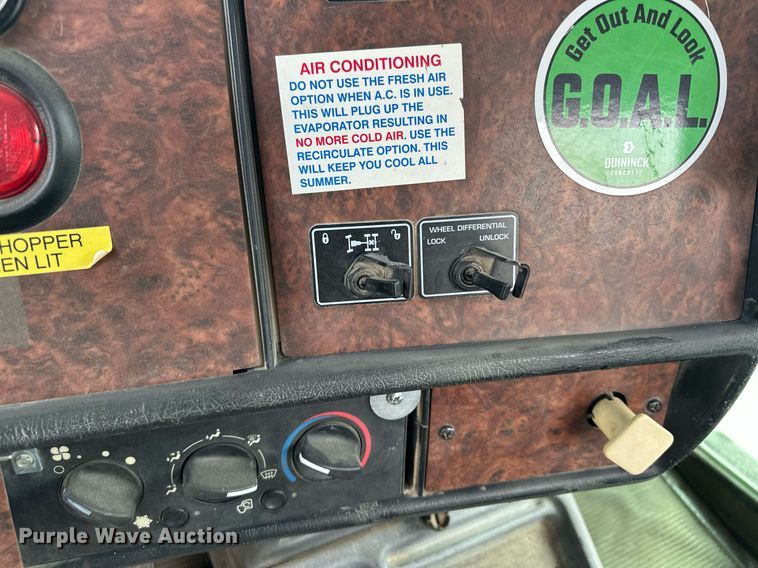 AIR CONDITIONING
DO NOT USE THE FRESH AIR
OPTION WHEN A.C. IS IN USE.
THIS WILL PLUG UP THE
EVAPORATOR RESULTING IN
NO MORE COLD AIR. USE THE
RECIRCULATE OPTION. THIS
WILL KEEP YOU COOL ALL
SUMMER.
Get Out And Look
G.O.A.L.
DUININCK
CONCRETE
HOPPER
EN LIT
WHEEL DIFFERENTIAL
LOCK UNLOCK
Purple Wave Auction